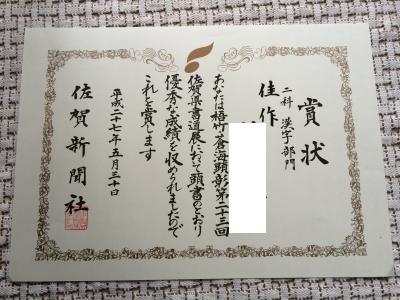 賞状
二科 漢字部門
佳作
あなたは梧竹・蒼海顕彰第二十三回
佐賀県書道展において頭書のとおり
優秀な成績を収められましたので
これを賞します
平成二十七年五月三十日
佐賀新聞社